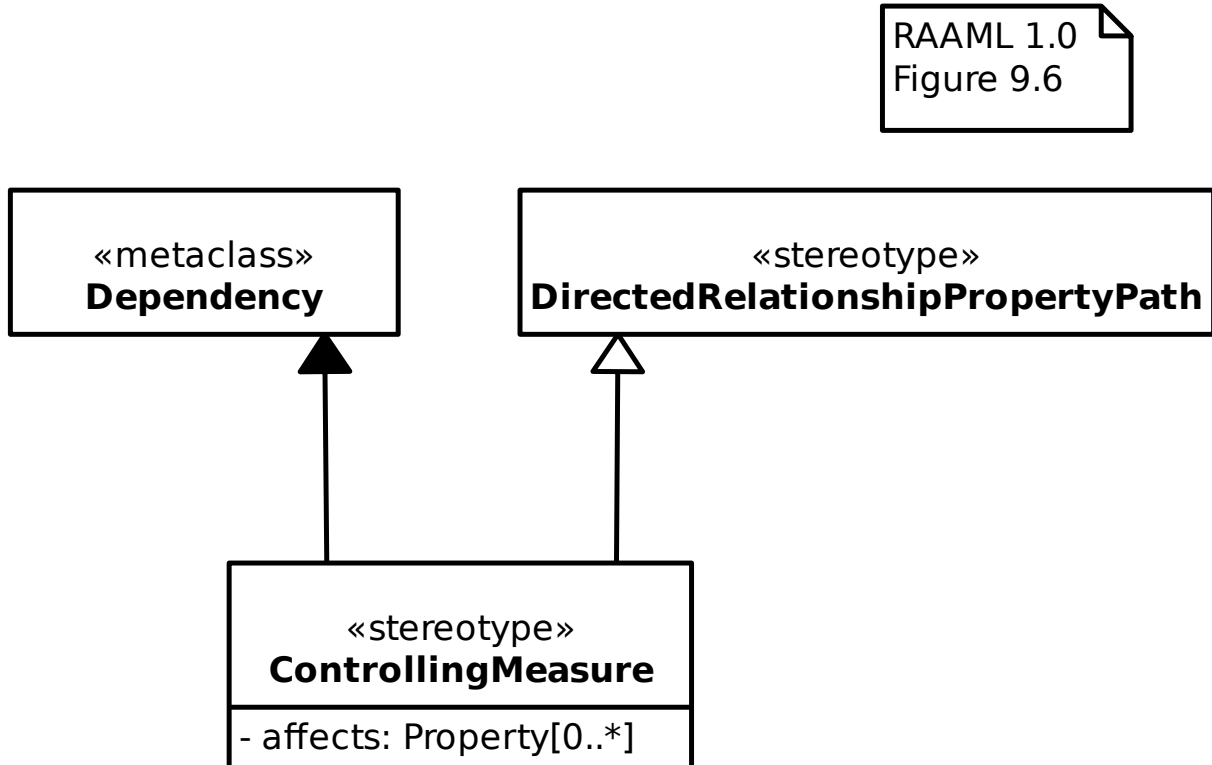 RAAML 1.0
Figure 9.6
«metaclass»
Dependency
«stereotype»
DirectedRelationshipPropertyPath
«stereotype»
ControllingMeasure
- affects: Property[0..*]